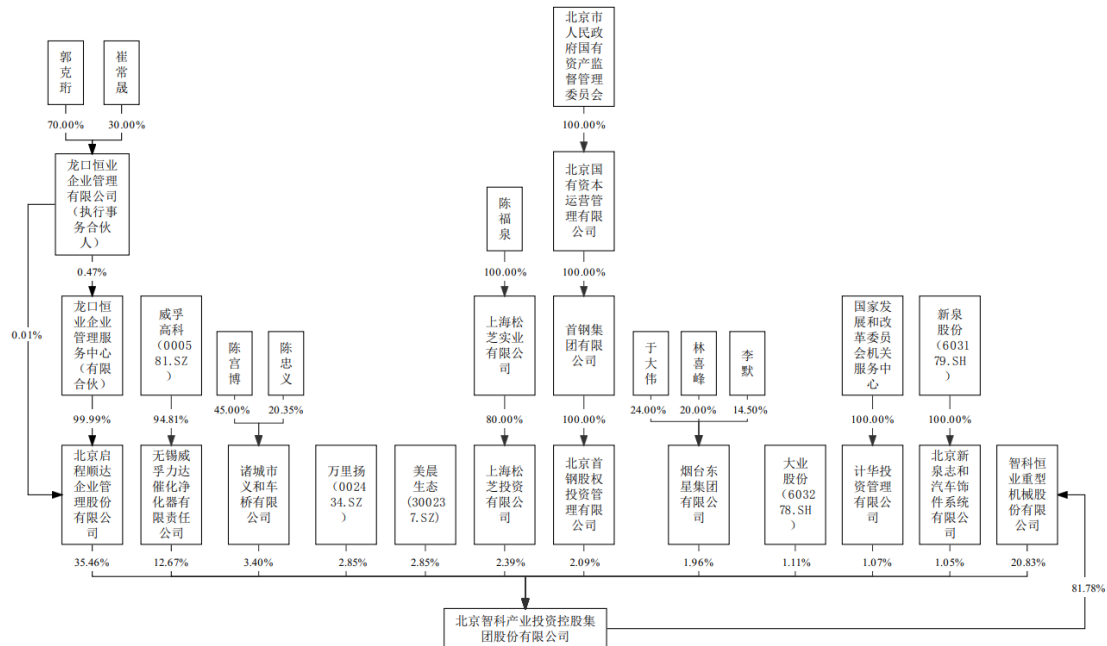 北京市
人民政
府国有
资产监
督管理
委员会
郭
克
珩
崔
常
晟
70.00%
30.00%
100.00%
龙口恒业
企业管理
有限公司
（执行事
务合伙
人）
北京国
有资本
运营管
理有限
公司
陈
福
泉
0.47%
100.00%
100.00%
0.01%
龙口恒
业企业
管理服
务中心
（有限
合伙）
威孚
高科
（0005
81.SZ
）
陈
宫
博
陈
忠
义
上海松
芝实业
有限公
司
首钢集
团有限
公司
于
大
伟
林
喜
峰
李
默
国家发
展和改
革委员
会机关
服务中
心
新泉
股份
（6031
79.SH
）
99.99%
94.81%
45.00%
20.35%
80.00%
100.00%
24.00%
20.00%
14.50%
100.00%
100.00%
北京启
程顺达
企业管
理股份
有限公
司
无锡威
孚力达
催化净
化器有
限责任
公司
诸城市
义和车
桥有限
公司
万里扬
（0024
34.SZ
）
美晨
生态
(30023
7.SZ)
上海松
芝投资
有限公
司
北京首
钢股权
投资管
理有限
公司
烟台东
星集团
有限公
司
大业
股份
（6032
78.SH
）
计华投
资管理
有限公
司
北京新
泉志和
汽车饰
件系统
有限公
司
智科恒
业重型
机械股
份有限
公司
35.46%
12.67%
3.40%
2.85%
2.85%
2.39%
2.09%
1.96%
1.11%
1.07%
1.05%
20.83%
81.78%
北京智科产业投资控股集
团股份有限公司